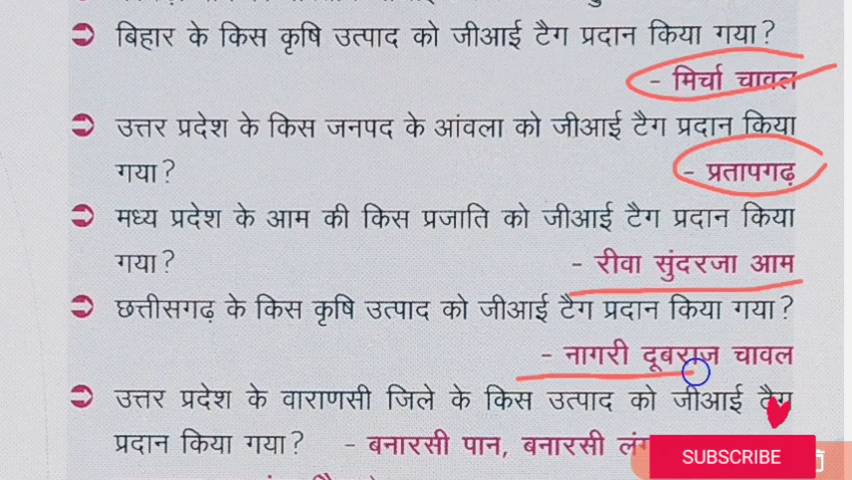 बिहार के किस कृषि उत्पाद को जीआई टैग प्रदान किया गया?
- मिर्चा चावल
उत्तर प्रदेश के किस जनपद के आंवला को जीआई टैग प्रदान किया
गया? - प्रतापगढ़
मध्य प्रदेश के आम की किस प्रजाति को जीआई टैग प्रदान किया
गया? - रीवा सुंदरजा आम
छत्तीसगढ़ के किस कृषि उत्पाद को जीआई टैग प्रदान किया गया?
- नागरी दूबराज चावल
उत्तर प्रदेश के वाराणसी जिले के किस उत्पाद को जीआई टैग
प्रदान किया गया? - बनारसी पान, बनारसी
SUBSCRIBE